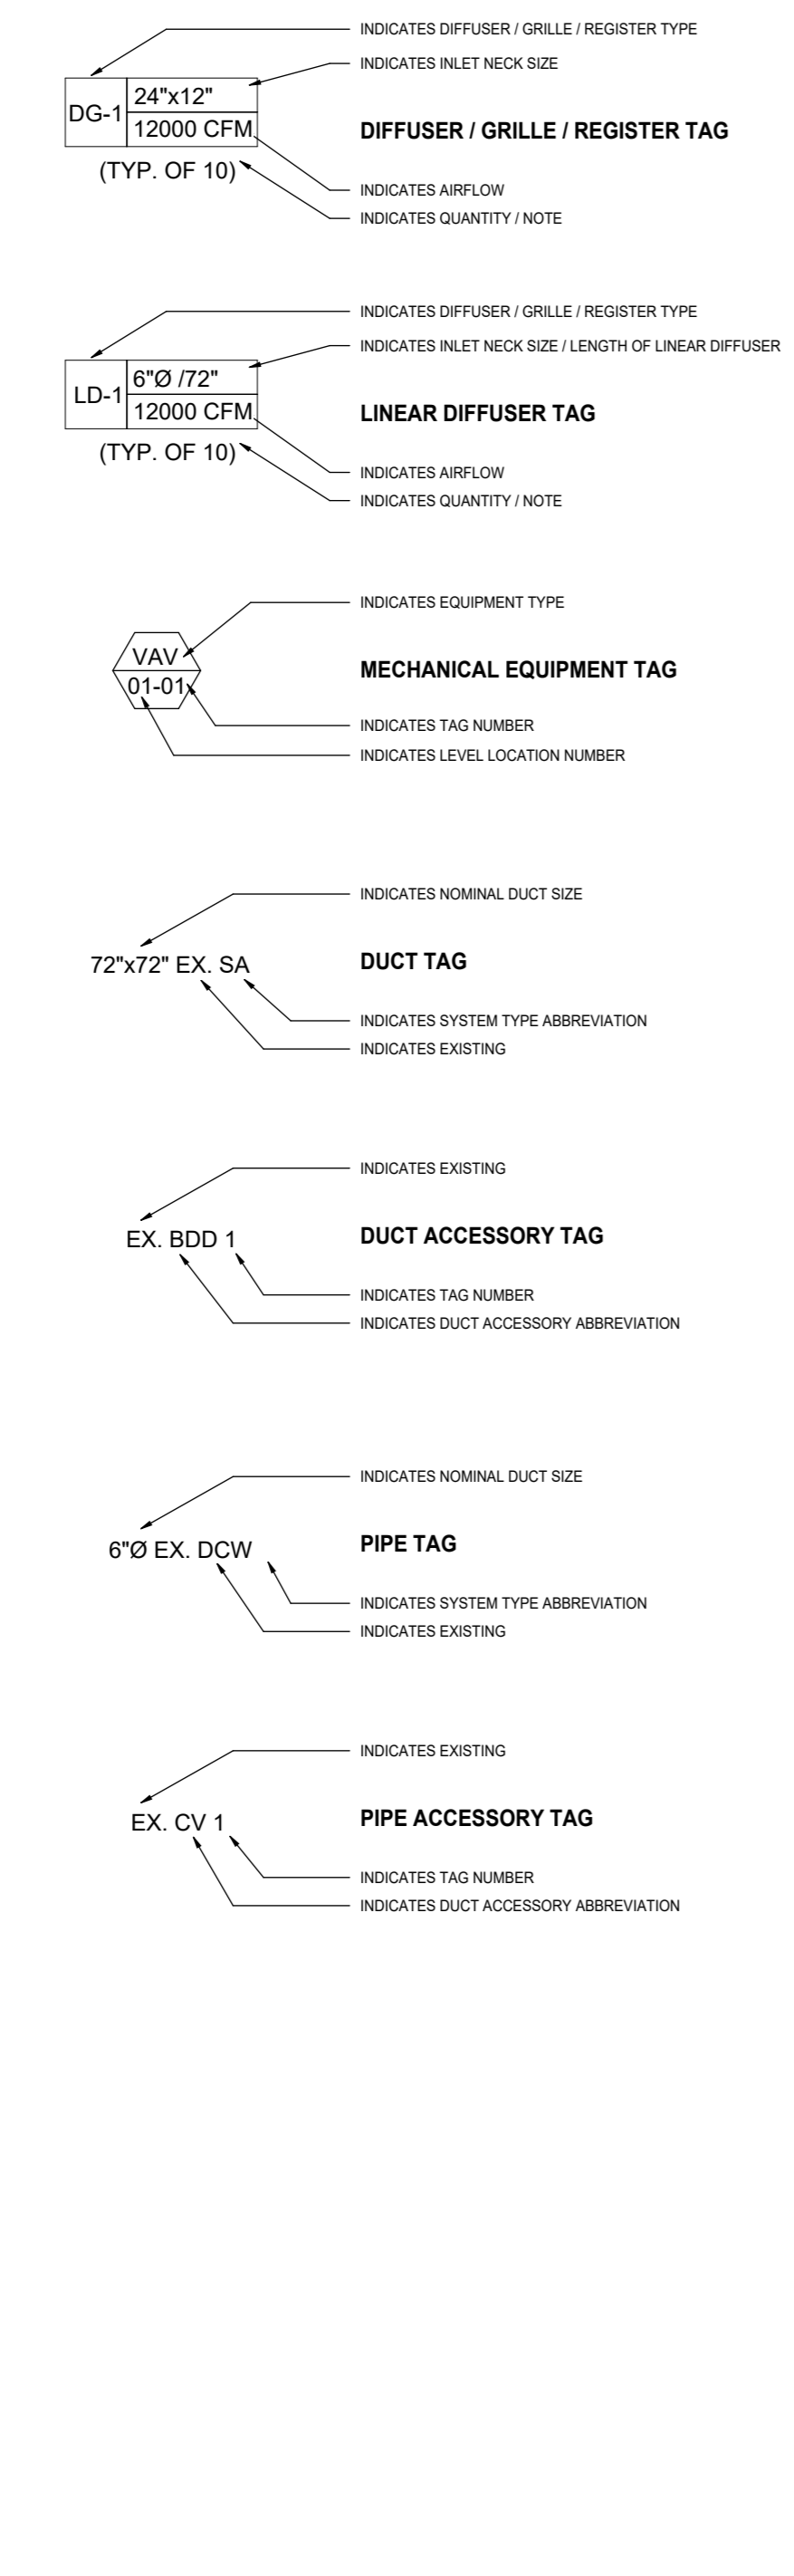 INDICATES DIFFUSER / GRILLE / REGISTER TYPE
INDICATES INLET NECK SIZE
DG-1
24"x12"
12000 CFM
(TYP. OF 10)
DIFFUSER / GRILLE / REGISTER TAG
INDICATES AIRFLOW
INDICATES QUANTITY / NOTE
INDICATES DIFFUSER / GRILLE / REGISTER TYPE
INDICATES INLET NECK SIZE / LENGTH OF LINEAR DIFFUSER
LD-1
6"Ø /72"
12000 CFM
(TYP. OF 10)
LINEAR DIFFUSER TAG
INDICATES AIRFLOW
INDICATES QUANTITY / NOTE
INDICATES EQUIPMENT TYPE
VAV
01-01
MECHANICAL EQUIPMENT TAG
INDICATES TAG NUMBER
INDICATES LEVEL LOCATION NUMBER
INDICATES NOMINAL DUCT SIZE
72"x72" EX. SA
DUCT TAG
INDICATES SYSTEM TYPE ABBREVIATION
INDICATES EXISTING
INDICATES EXISTING
EX. BDD 1
DUCT ACCESSORY TAG
INDICATES TAG NUMBER
INDICATES DUCT ACCESSORY ABBREVIATION
INDICATES NOMINAL DUCT SIZE
6"Ø EX. DCW
PIPE TAG
INDICATES SYSTEM TYPE ABBREVIATION
INDICATES EXISTING
INDICATES EXISTING
EX. CV 1
PIPE ACCESSORY TAG
INDICATES TAG NUMBER
INDICATES DUCT ACCESSORY ABBREVIATION